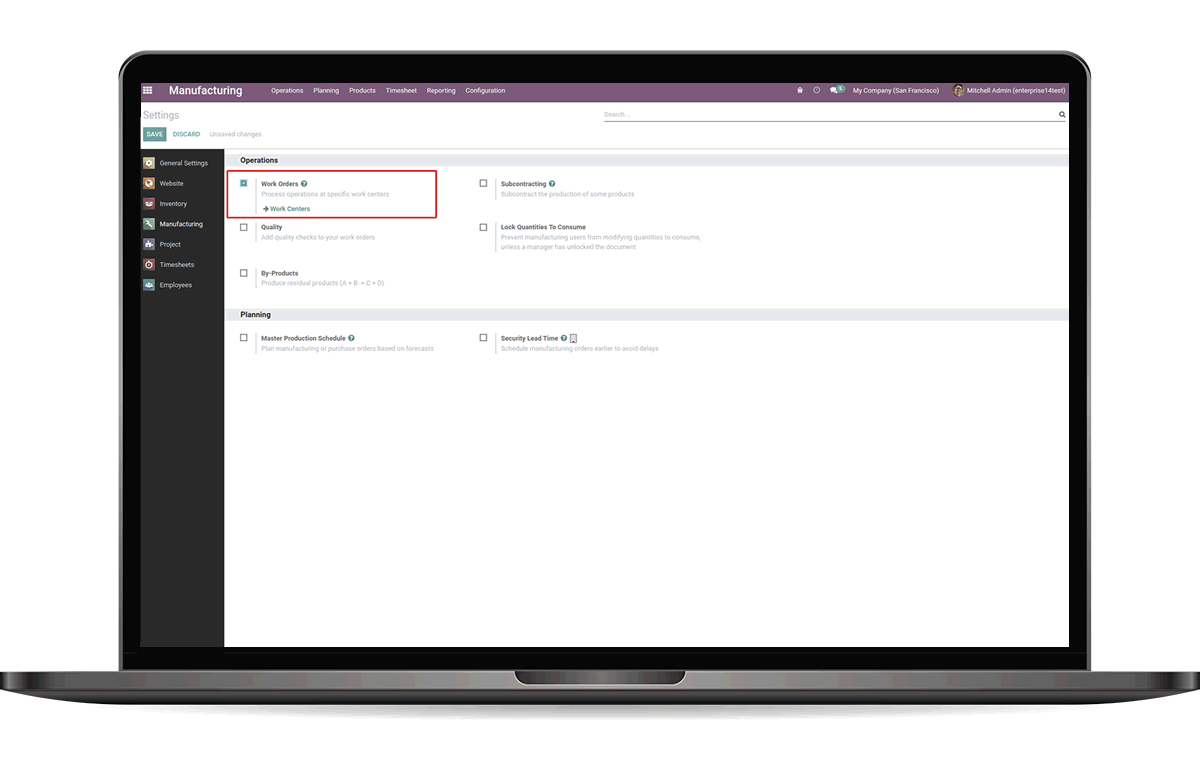 Manufacturing Operations Planning Products Timesheet Reporting Configuration My Company (San Francisco) Mitchell Admin (enterprise14test)
Settings Search...
SAVE DISCARD Unsaved changes
General Settings
Website
Inventory
Manufacturing
Project
Timesheets
Employees
Operations
Work Orders
Process operations at specific work centers
Work Centers
Subcontracting
Subcontract the production of some products
Quality
Add quality checks to your work orders
Lock Quantities To Consume
Prevent manufacturing users from modifying quantities to consume,
unless a manager has unlocked the document
By-Products
Produce residual products (A + B -> C + D)
Planning
Master Production Schedule
Plan manufacturing or purchase orders based on forecasts
Security Lead Time
Schedule manufacturing orders earlier to avoid delays